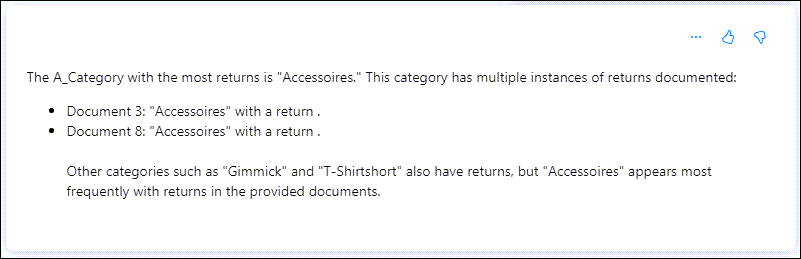 The A_Category with the most returns is "Accessoires." This category has multiple instances of returns documented:
Document 3: "Accessoires" with a return .
Document 8: "Accessoires" with a return .
Other categories such as "Gimmick" and "T-Shirtshort" also have returns, but "Accessoires" appears most
frequently with returns in the provided documents.